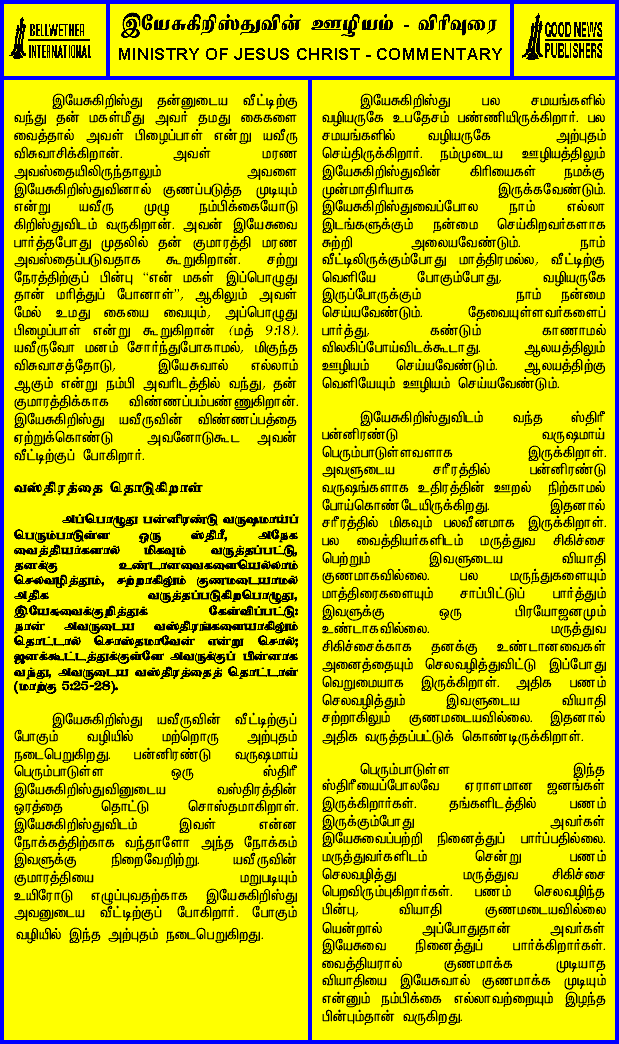 BELLWETHER
INTERNATIONAL
இயேசுகிறிஸ்துவின் ஊழியம் - விரிவுரை
MINISTRY OF JESUS CHRIST - COMMENTARY
GOOD NEWS
PUBLISHERS
இயேசுகிறிஸ்து தன்னுடைய வீட்டிற்கு
வந்து தன் மகள்மீது அவர் தமது கைகளை
வைத்தால் அவள் பிழைப்பாள் என்று யவீரு
விசுவாசிக்கிறான். அவள் மரண
அவஸ்தையிலிருந்தாலும் அவளை
இயேசுகிறிஸ்துவினால் குணப்படுத்த முடியும்
என்று யவீரு முழு நம்பிக்கையோடு
கிறிஸ்துவிடம் வருகிறான். அவன் இயேசுவை
பார்த்தபோது முதலில் தன் குமாரத்தி மரண
அவஸ்தைப்படுவதாக கூறுகிறான். சற்று
நேரத்திற்குப் பின்பு “என் மகள் இப்பொழுது
தான் மரித்துப் போனாள்”, ஆகிலும் அவள்
மேல் உமது கையை வையும், அப்பொழுது
பிழைப்பாள் என்று கூறுகிறான் (மத் 9:18).
யவீருவோ மனம் சோர்ந்துபோகாமல், மிகுந்த
விசுவாசத்தோடு, இயேசுவால் எல்லாம்
ஆகும் என்று நம்பி அவரிடத்தில் வந்து, தன்
குமாரத்திக்காக விண்ணப்பம்பண்ணுகிறான்.
இயேசுகிறிஸ்து யவீருவின் விண்ணப்பத்தை
ஏற்றுக்கொண்டு அவனோடுகூட அவன்
வீட்டிற்குப் போகிறார்.
வஸ்திரத்தை தொடுகிறாள்
அப்பொழுது பன்னிரண்டு வருஷமாய்ப்
பெரும்பாடுள்ள ஒரு ஸ்திரீ, அநேக
வைத்தியர்களால் மிகவும் வருத்தப்பட்டு,
தனக்கு உண்டானவைகளையெல்லாம்
செலவழித்தும், சற்றாகிலும் குணமடையாமல்
அதிக வருத்தப்படுகிறபொழுது,
இயேசுவைக்குறித்துக் கேள்விப்பட்டு:
நான் அவருடைய வஸ்திரங்களையாகிலும்
தொட்டால் சொஸ்தமாவேன் என்று சொல்;
ஜனக்கூட்டத்துக்குள்ளே அவருக்குப் பின்னாக
வந்து, அவருடைய வஸ்திரத்தைத் தொட்டாள்
(மாற்கு 5:25-28).
இயேசுகிறிஸ்து யவீருவின் வீட்டிற்குப்
போகும் வழியில் மற்றொரு அற்புதம்
நடைபெறுகிறது. பன்னிரண்டு வருஷமாய்
பெரும்பாடுள்ள ஒரு ஸ்திரீ
இயேசுகிறிஸ்துவினுடைய வஸ்திரத்தின்
ஓரத்தை தொட்டு சொஸ்தமாகிறாள்.
இயேசுகிறிஸ்துவிடம் இவள் என்ன
நோக்கத்திற்காக வந்தாளோ அந்த நோக்கம்
இவளுக்கு நிறைவேறிற்று. யவீருவின்
குமாரத்தியை மறுபடியும்
உயிரோடு எழுப்புவதற்காக இயேசுகிறிஸ்து
அவனுடைய வீட்டிற்குப் போகிறார். போகும்
வழியில் இந்த அற்புதம் நடைபெறுகிறது.
இயேசுகிறிஸ்து பல சமயங்களில்
வழியருகே உபதேசம் பண்ணியிருக்கிறார். பல
சமயங்களில் வழியருகே அற்புதம்
செய்திருக்கிறார். நம்முடைய ஊழியத்திலும்
இயேசுகிறிஸ்துவின் கிரியைகள் நமக்கு
முன்மாதிரியாக இருக்கவேண்டும்.
இயேசுகிறிஸ்துவைப்போல நாம் எல்லா
இடங்களுக்கும் நன்மை செய்கிறவர்களாக
சுற்றி அலையவேண்டும். நாம்
வீட்டிலிருக்கும்போது மாத்திரமல்ல, வீட்டிற்கு
வெளியே போகும்போது, வழியருகே
இருப்போருக்கும் நாம் நன்மை
செய்யவேண்டும். தேவையுள்ளவர்களைப்
பார்த்து, கண்டும் காணாமல்
விலகிப்போய்விடக்கூடாது. ஆலயத்திலும்
ஊழியம் செய்யவேண்டும். ஆலயத்திற்கு
வெளியேயும் ஊழியம் செய்யவேண்டும்.
இயேசுகிறிஸ்துவிடம் வந்த ஸ்திரீ
பன்னிரண்டு வருஷமாய்
பெரும்பாடுள்ளவளாக இருக்கிறாள்.
அவளுடைய சரீரத்தில் பன்னிரண்டு
வருஷங்களாக உதிரத்தின் ஊறல் நிற்காமல்
போய்கொண்டேயிருக்கிறது. இதனால்
சரீரத்தில் மிகவும் பலவீனமாக இருக்கிறாள்.
பல வைத்தியர்களிடம் மருத்துவ சிகிச்சை
பெற்றும் இவளுடைய வியாதி
குணமாகவில்லை. பல மருந்துகளையும்
மாத்திரைகளையும் சாப்பிட்டுப் பார்த்தும்
இவளுக்கு ஒரு பிரயோஜனமும்
உண்டாகவில்லை. மருத்துவ
சிகிச்சைக்காக தனக்கு உண்டானவைகள்
அனைத்தையும் செலவழித்துவிட்டு இப்போது
வெறுமையாக இருக்கிறாள். அதிக பணம்
செலவழித்தும் இவளுடைய வியாதி
சற்றாகிலும் குணமடையவில்லை. இதனால்
அதிக வருத்தப்பட்டுக் கொண்டிருக்கிறாள்.
பெரும்பாடுள்ள இந்த
ஸ்திரீயைப்போலவே ஏராளமான ஜனங்கள்
இருக்கிறார்கள். தங்களிடத்தில் பணம்
இருக்கும்போது அவர்கள்
இயேசுவைப்பற்றி நினைத்துப் பார்ப்பதில்லை.
மருத்துவர்களிடம் சென்று பணம்
செலவழித்து மருத்துவ சிகிச்சை
பெறவிரும்புகிறார்கள். பணம் செலவழிந்த
பின்பு, வியாதி குணமடையவில்லை
யென்றால் அப்போதுதான் அவர்கள்
இயேசுவை நினைத்துப் பார்க்கிறார்கள்.
வைத்தியரால் குணமாக்க முடியாத
வியாதியை இயேசுவால் குணமாக்க முடியும்
என்னும் நம்பிக்கை எல்லாவற்றையும் இழந்த
பின்பும்தான் வருகிறது.